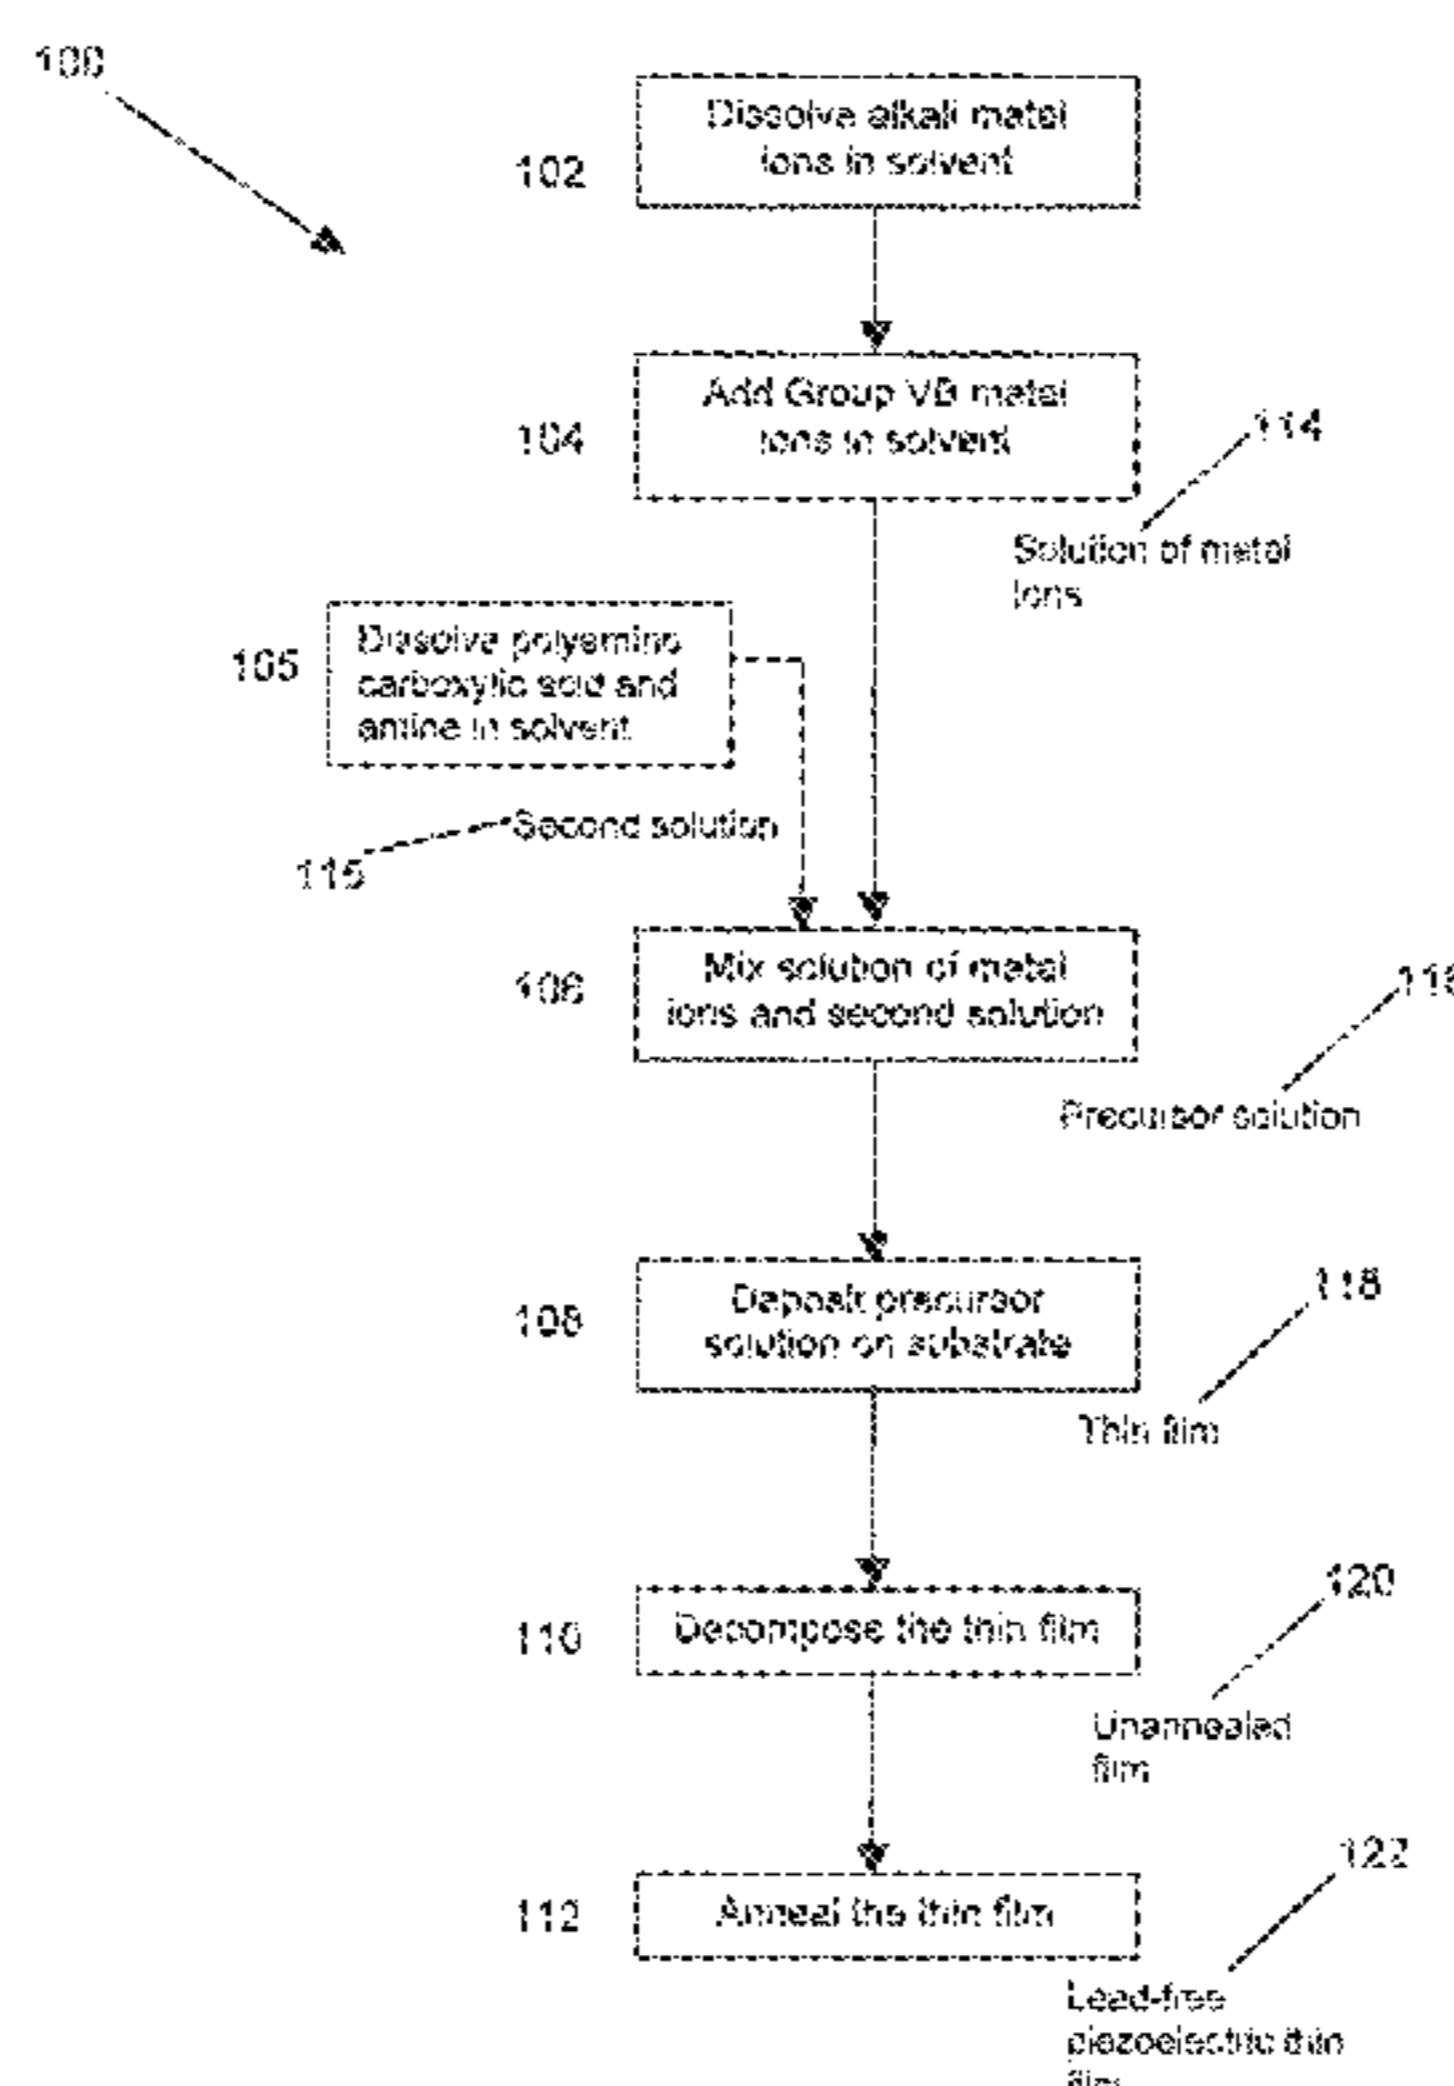 100
102
Dissolve alkali metal
ions in solvent
104
Add Group VB metal
ions in solvent
114
Solution of metal
ions
105
Dissolve polyamino
carboxylic acid and
amine in solvent
Second solution
115
106
Mix solution of metal
ions and second solution
Precursor solution
108
Deposit precursor
solution on substrate
118
Thin film
110
Decompose the thin film
120
Unannealed
film
112
Anneal the thin film
122
Lead-free
piezoelectric thin
film